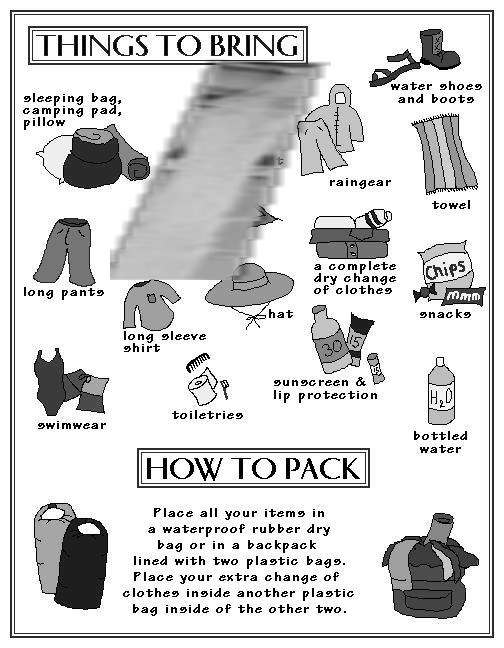 THINGS TO BRING
water shoes
and boots
sleeping bag,
camping pad,
pillow
raingear
towel
long pants
a complete
dry change
of clothes
Chips
mmm
snacks
hat
long sleeve
shirt
30
15
15
sunscreen &
lip protection
swimwear
toiletries
H2O
bottled
water
HOW TO PACK
Place all your items in
a waterproof rubber dry
bag or in a backpack
lined with two plastic bags.
Place your extra change of
clothes inside another plastic
bag inside of the other two.